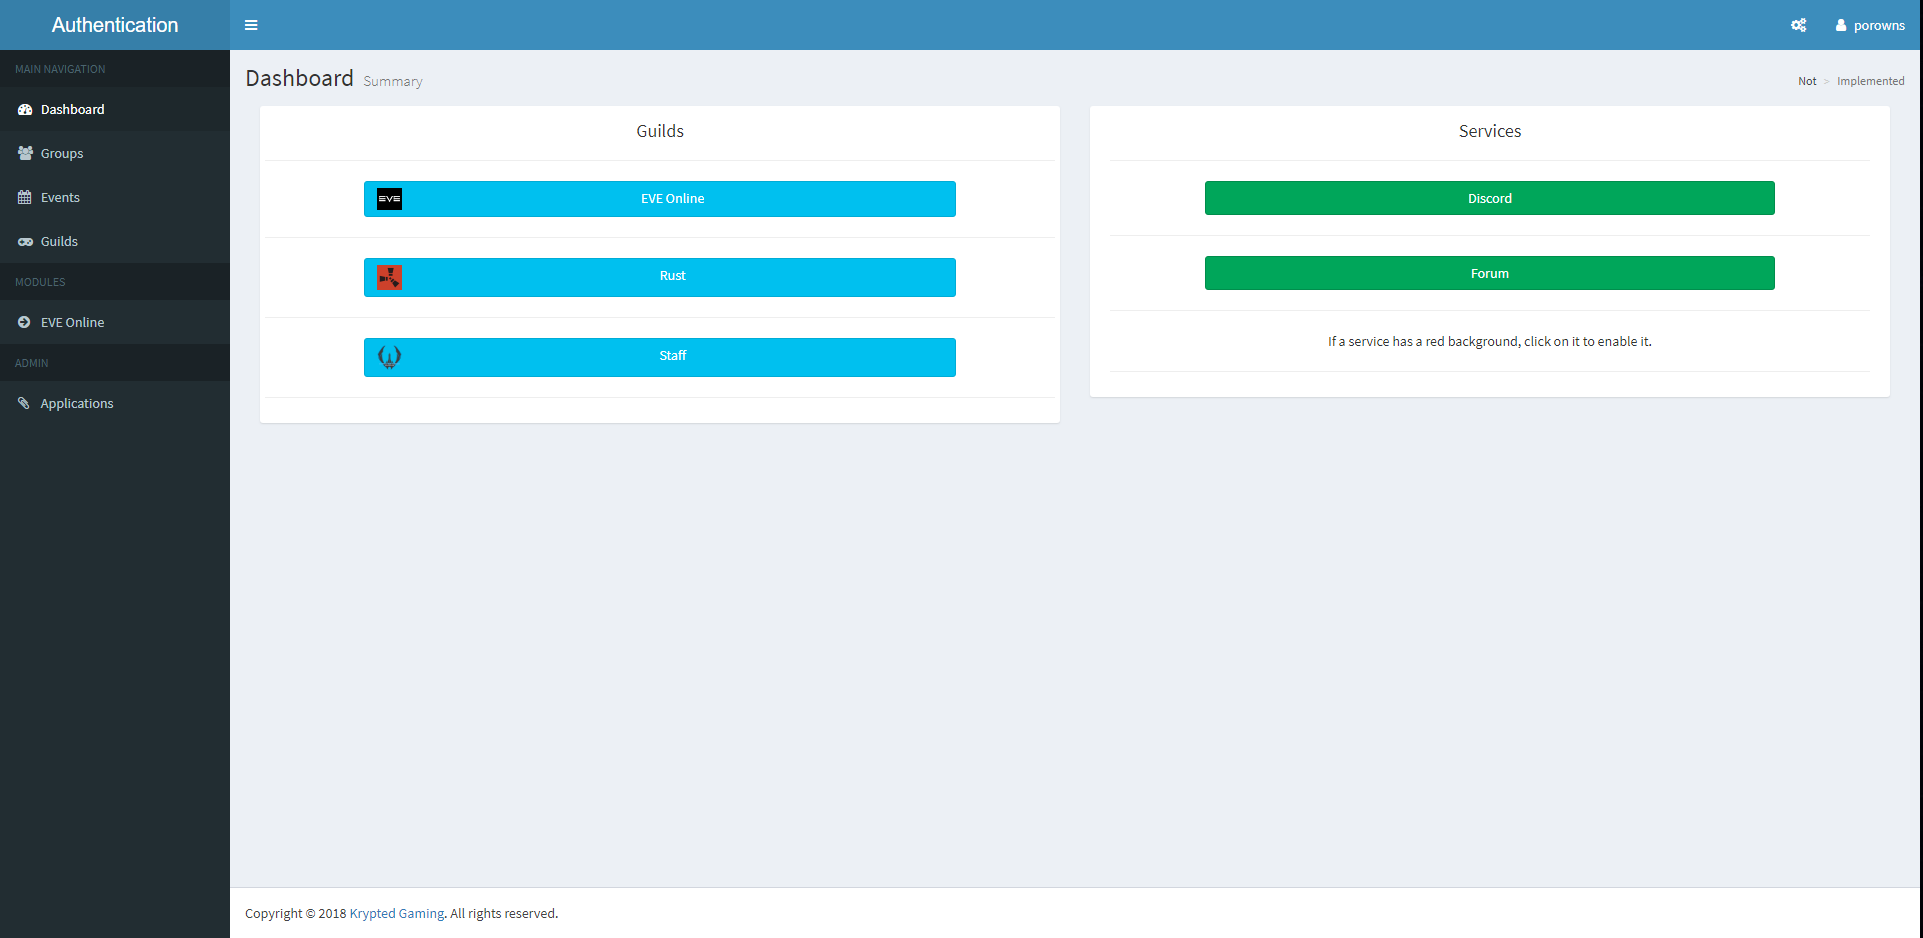 Authentication
porowns
MAIN NAVIGATION
Dashboard
Groups
Events
Guilds
MODULES
EVE Online
ADMIN
Applications
Dashboard Summary
Not > Implemented
Guilds
EVE EVE Online
Rust
Staff
Services
Discord
Forum
If a service has a red background, click on it to enable it.
Copyright © 2018 Krypted Gaming. All rights reserved.